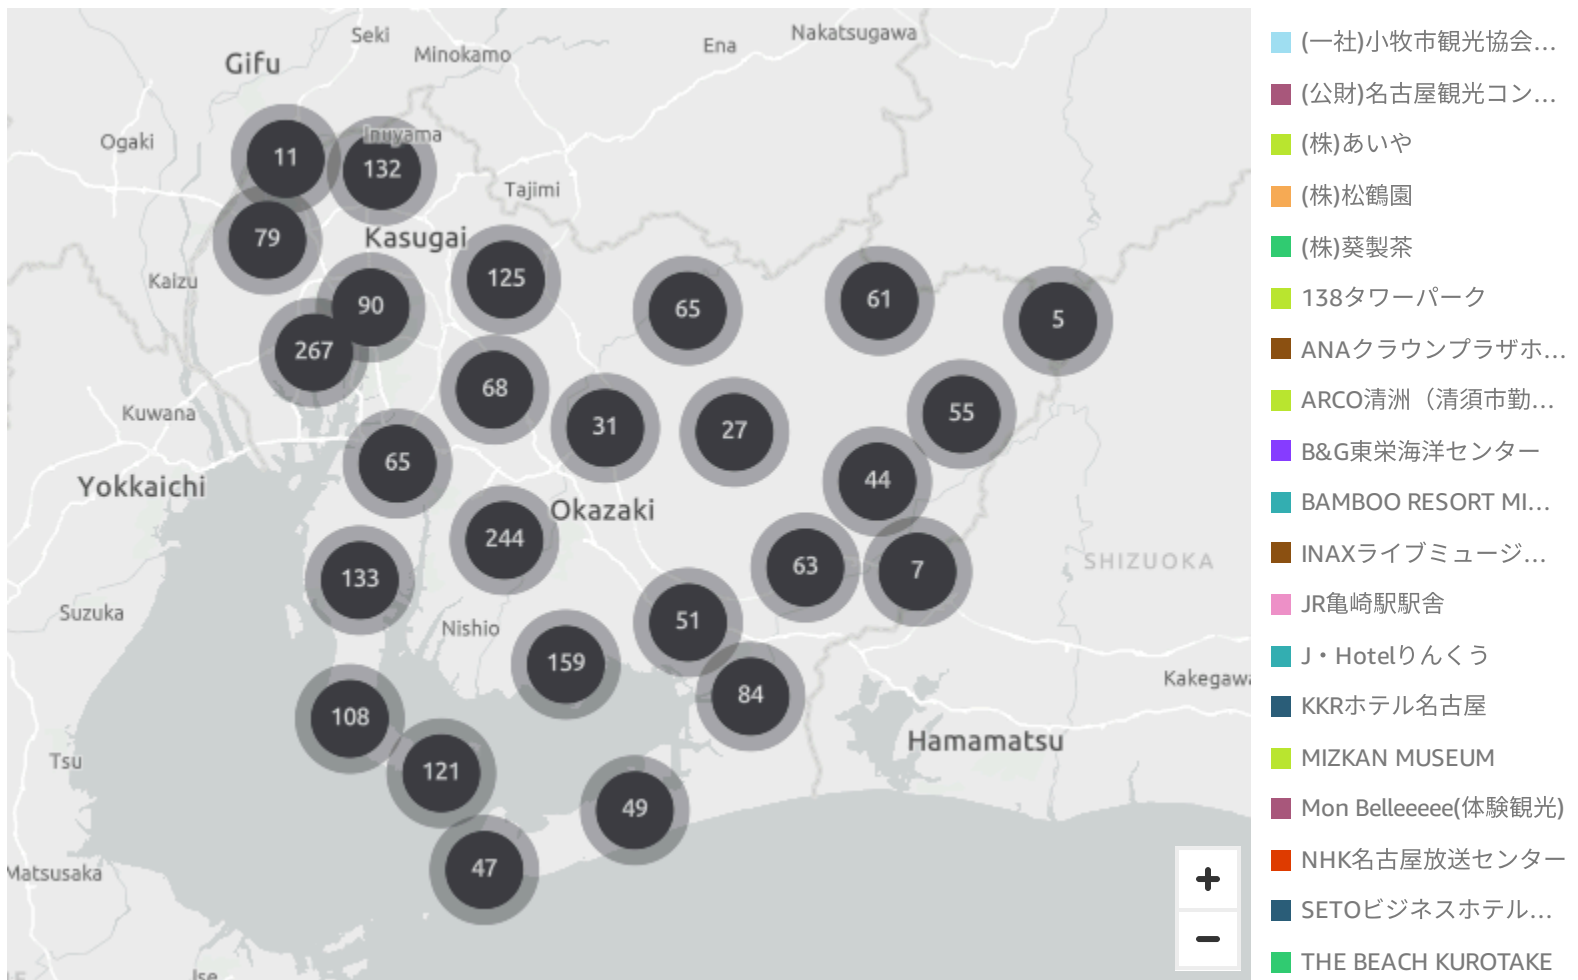 Seki
Nakatsugawa
Ena
Minokamo
Gifu
Inuyama
Ogaki
11
132
Tajimi
79
Kasugai
125
Kaizu
90
65
61
5
267
68
Kuwana
31
27
55
65
44
Yokkaichi
Okazaki
244
SHIZUOKA
63
7
133
Suzuka
Nishio
51
159
Kakegawa
84
108
Hamamatsu
Tsu
121
49
47
Matsusaka
Ise
+
−
(一社)小牧市観光協会…
(公財)名古屋観光コン…
(株)あいや
(株)松鶴園
(株)葵製茶
138タワーパーク
ANAクラウンプラザホ…
ARCO清洲（清須市勤…
B&G東栄海洋センター
BAMBOO RESORT MI…
INAXライブミュージ…
JR亀崎駅駅舎
J・Hotelりんくう
KKRホテル名古屋
MIZKAN MUSEUM
Mon Belleeeee(体験観光)
NHK名古屋放送センター
SETOビジネスホテル…
THE BEACH KUROTAKE